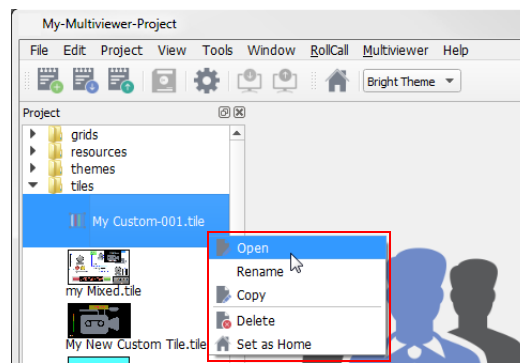 My-Multiviewer-Project
File Edit Project View Tools Window RollCall Multiviewer Help
Bright Theme
Project
grids
resources
themes
tiles
My Custom-001.tile
Open
Rename
my Mixed.tile
Copy
Delete
My New Custom Tile.tile
Set as Home